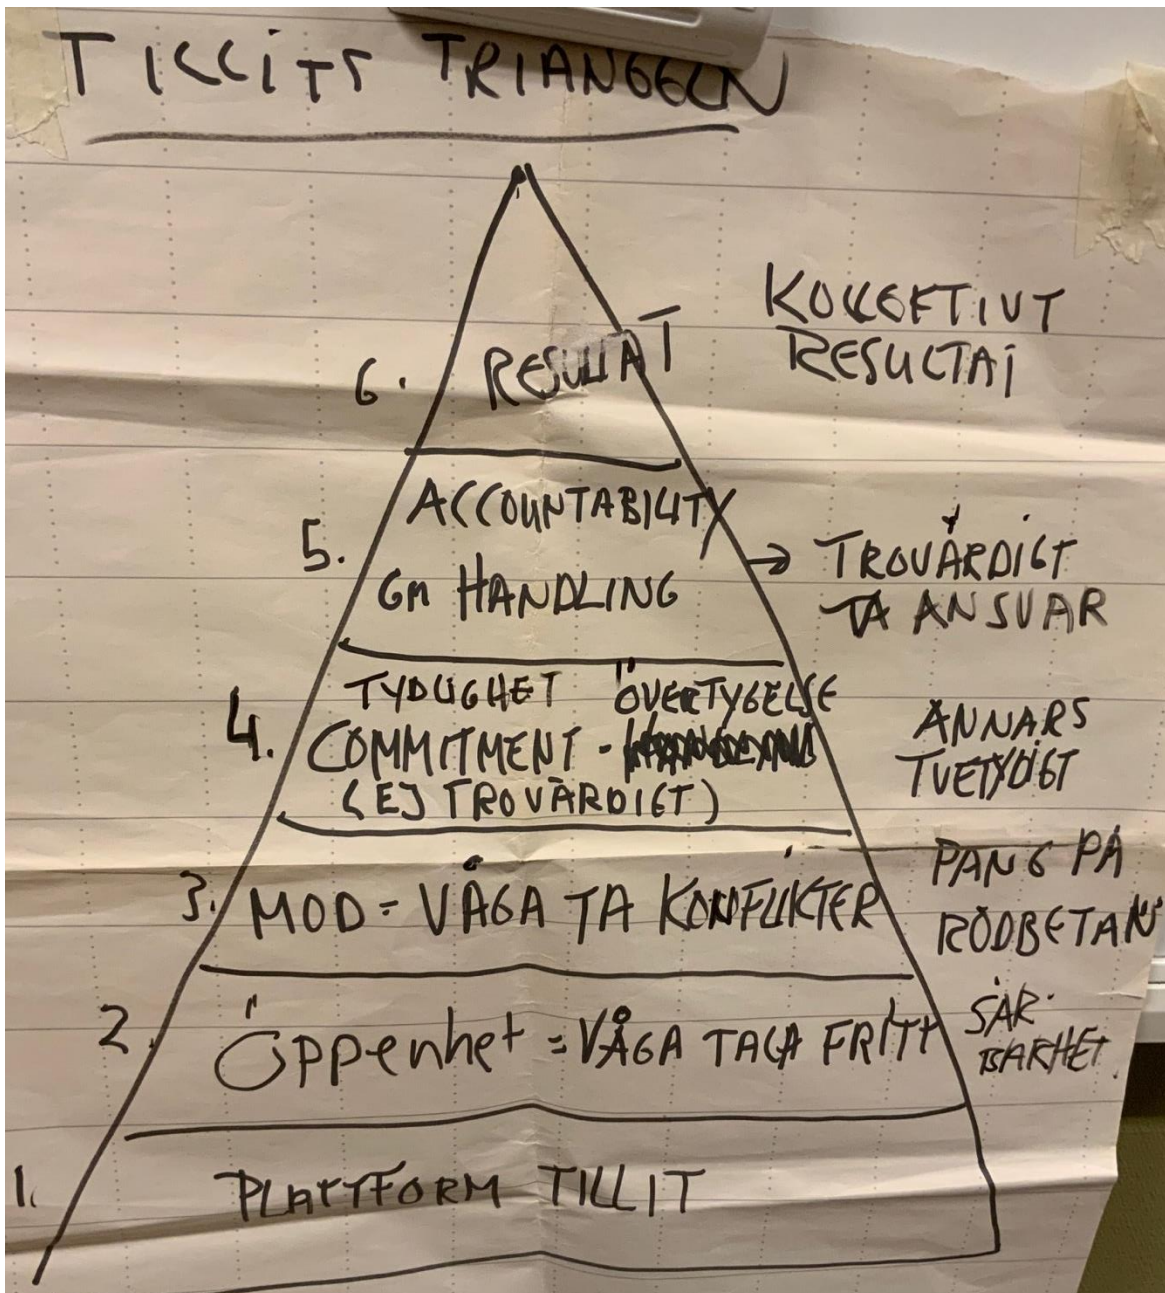 TILLITS TRIANGELN
KOLLEKTIVT
RESULTAT
6. RESULTAT
ACCOUNTABILITY
5.
GM HANDLING
→ TROVÄRDIGT
TA ANSVAR
TYDLIGHET ÖVERTYGELSE
4. COMMITMENT -
(EJ TROVÄRDIGT)
ANNARS
TVETYDIGT
3. MOD = VÅGA TA KONFLIKTER
PANG PÅ
RÖDBETAN
2. Öppenhet = VÅGA TALA FRITT
SÅR-
BARHET
1. PLATTFORM TILLIT